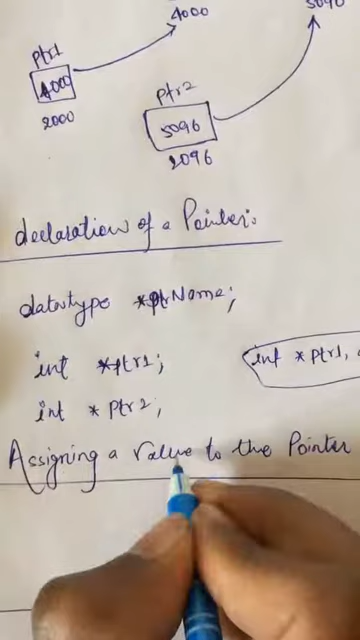 4000
5096
ptr1
4000
2000
ptr2
5096
2096
declaration of a Pointer:
datatype *ptrName;
int *ptr1;
int *ptr1,
int * ptr2;
Assigning a value to the Pointer